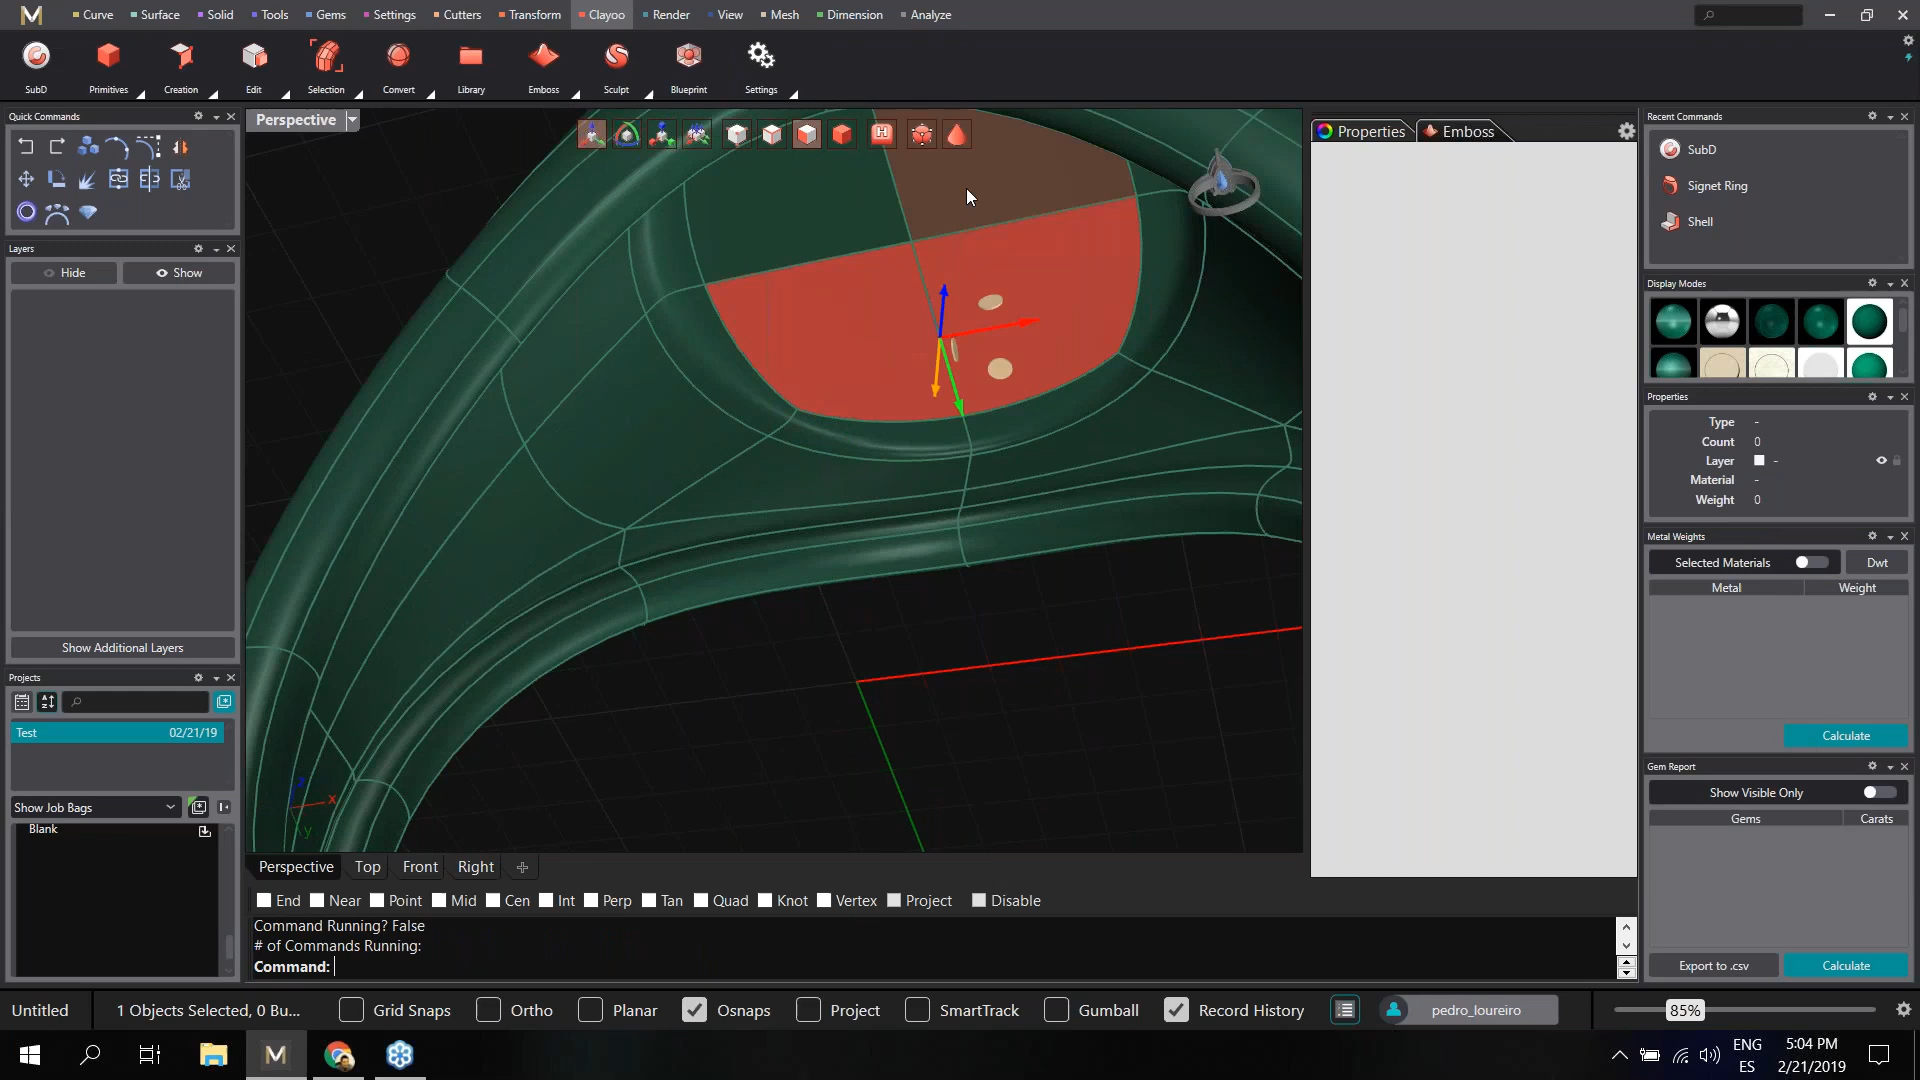 M Curve Surface Solid Tools Gems Settings Cutters Transform Clayoo Render View Mesh Dimension Analyze
SubD Primitives Creation Edit Selection Convert Library Emboss Sculpt Blueprint Settings
Quick Commands
Layers
Hide Show
Show Additional Layers
Projects
Test 02/21/19
Show Job Bags
Blank
Perspective
H
z
x
y
Properties Emboss
Perspective Top Front Right
End Near Point Mid Cen Int Perp Tan Quad Knot Vertex Project Disable
Command Running? False
# of Commands Running:
Command:
Recent Commands
SubD
Signet Ring
Shell
Display Modes
Properties
Type -
Count 0
Layer -
Material -
Weight 0
Metal Weights
Selected Materials Dwt
Metal Weight
Calculate
Gem Report
Show Visible Only
Gems Carats
Export to .csv Calculate
Untitled 1 Objects Selected, 0 Bu... Grid Snaps Ortho Planar Osnaps Project SmartTrack Gumball Record History pedro_loureiro 85%
M
ENG
ES
5:04 PM
2/21/2019